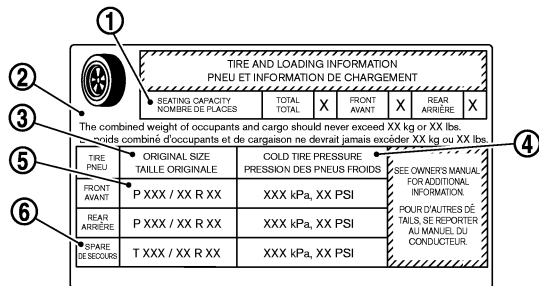 ①
TIRE AND LOADING INFORMATION
PNEU ET INFORMATION DE CHARGEMENT
②
SEATING CAPACITY
NOMBRE DE PLACES
TOTAL
TOTAL
X
FRONT
AVANT
XX
REAR
ARRIÈRE
X
③
The combined weight of occupants and cargo should never exceed XX kg or XX lbs.
poids combiné d'occupants et de cargaison ne devrait jamais excéder XX kg ou XX lbs.
④
TIRE
PNEU
ORIGINAL SIZE
TAILLE ORIGINALE
COLD TIRE PRESSURE
PRESSION DES PNEUS FROIDS
SEE OWNER'S MANUAL
FOR ADDITIONAL
INFORMATION.
POUR D'AUTRES DÉ
TAILS, SE REPORTER
AU MANUEL DU
CONDUCTEUR.
⑤
FRONT
AVANT
P XXX / XX R XX
XXX kPa, XX PSI
REAR
ARRIÈRE
P XXX / XX R XX
XXX kPa, XX PSI
⑥
SPARE
DE SECOURS
T XXX / XX R XX
XXX kPa, XX PSI